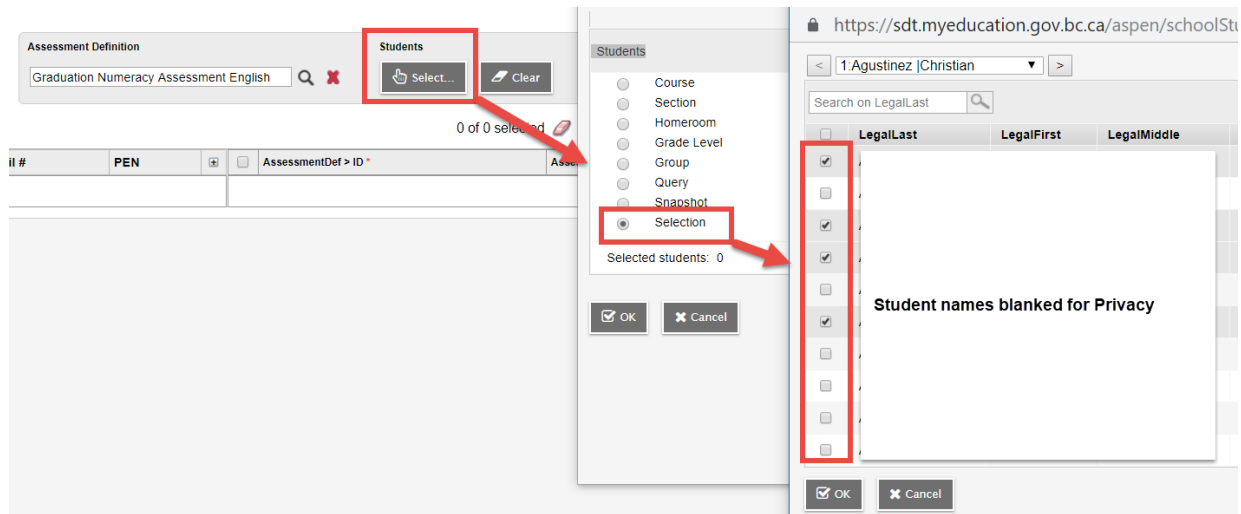 Assessment Definition
Students
Graduation Numeracy Assessment English
Select...
Clear
0 of 0 selected
il #
PEN
AssessmentDef > ID *
Students
Course
Section
Homeroom
Grade Level
Group
Query
Snapshot
Selection
Selected students: 0
OK
Cancel
https://sdt.myeducation.gov.bc.ca/aspen/schoolStu
<
1:Agustinez |Christian
>
Search on LegalLast
LegalLast
LegalFirst
LegalMiddle
Student names blanked for Privacy
OK
Cancel